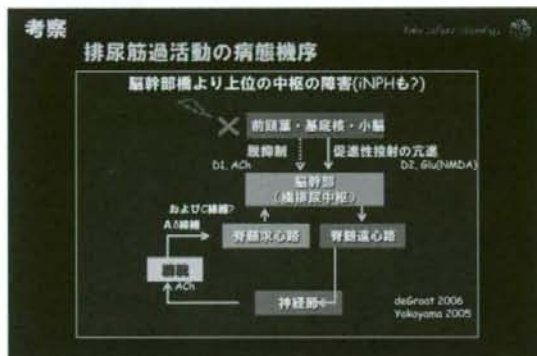 考察
排尿筋過活動の病態機序
脳幹部橋より上位の中枢の障害(iNPHも?)
前頭葉・基底核・小脳
脱抑制
促進性投射の亢進
D1, ACh
D2, Glu(NMDA)
脳幹部
(橋排尿中枢)
およびC線維?
Aδ線維
脊髄求心路
脊髄遠心路
膀胱
ACh
神経節
deGroat 2006
Yokoyama 2005